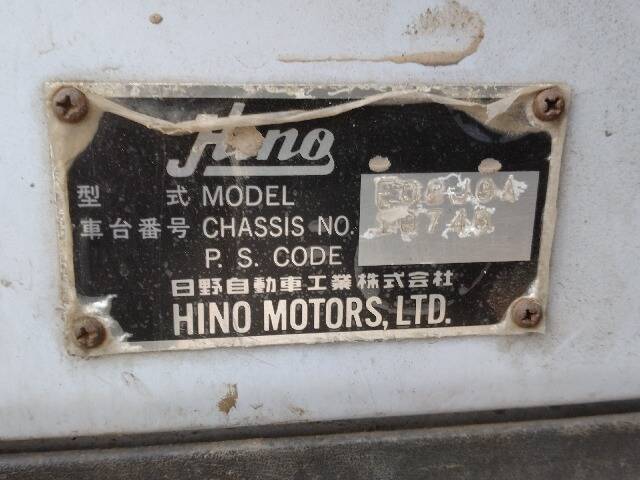 Hino
型 式 MODEL
車台番号 CHASSIS NO.
P. S. CODE
日野自動車工業株式会社
HINO MOTORS, LTD.